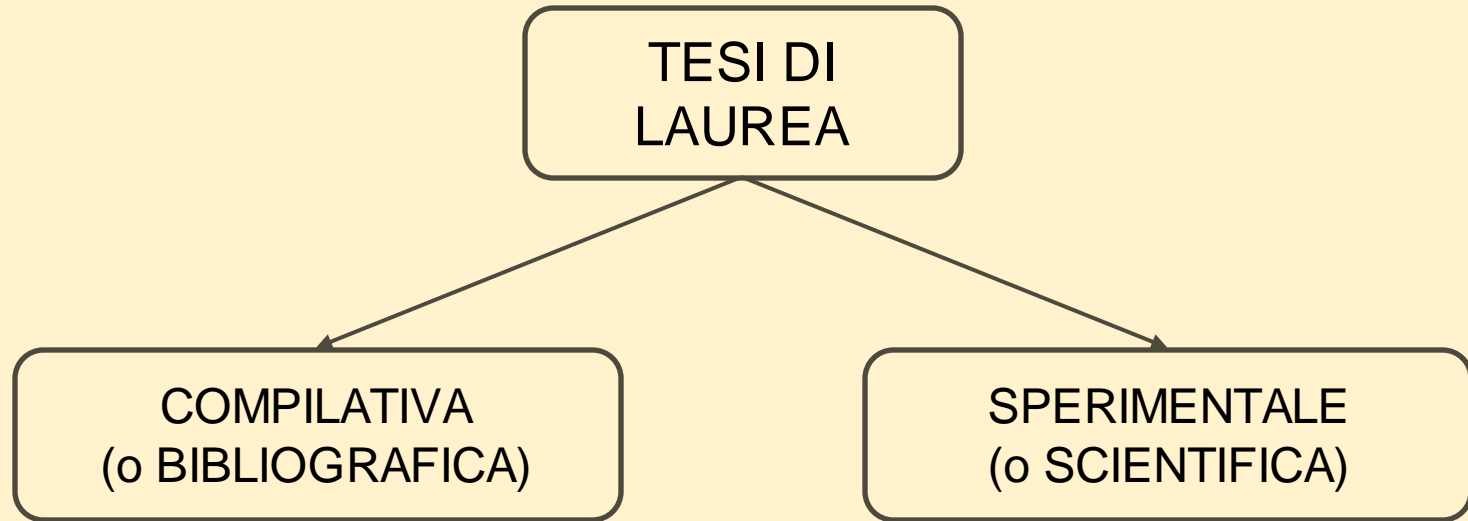 TESI DI
LAUREA
COMPILATIVA
(o BIBLIOGRAFICA)
SPERIMENTALE
(o SCIENTIFICA)